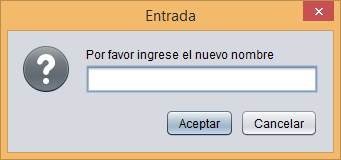 Entrada
Por favor ingrese el nuevo nombre
Aceptar
Cancelar